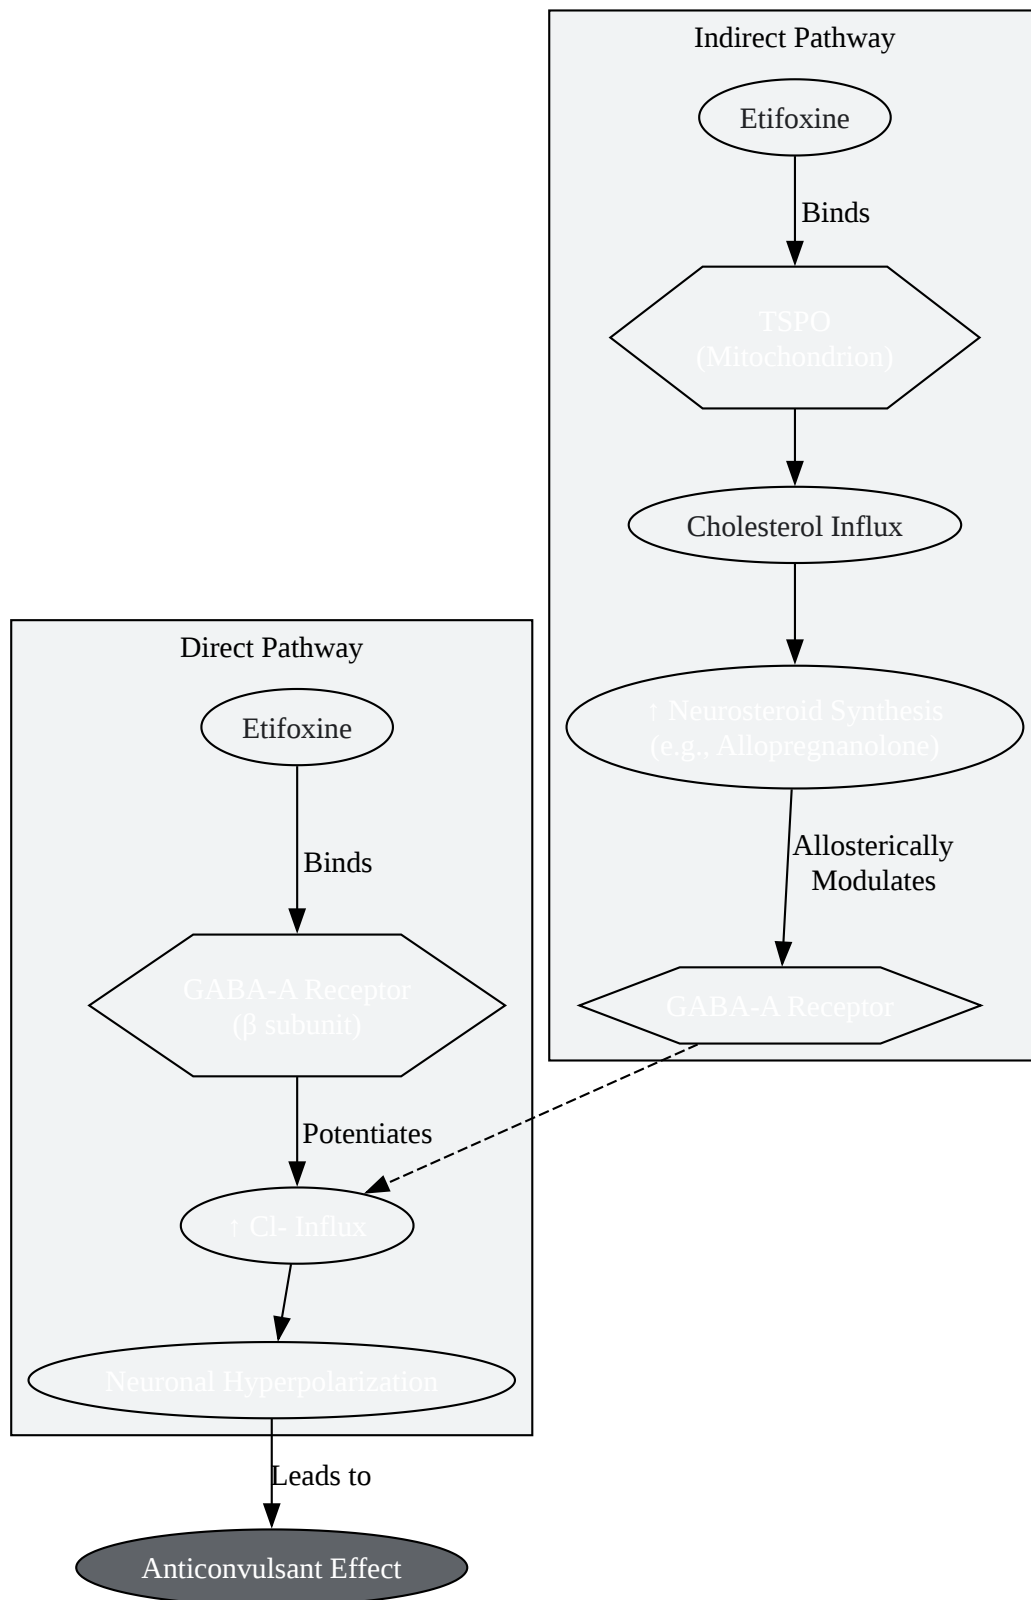 Indirect Pathway
Etifoxine
Binds
TSPO
(Mitochondrion)
Cholesterol Influx
↑ Neurosteroid Synthesis
(e.g., Allopregnanolone)
Allosterically
Modulates
GABA-A Receptor
Direct Pathway
Etifoxine
Binds
GABA-A Receptor
(β subunit)
Potentiates
↑ Cl- Influx
Neuronal Hyperpolarization
Leads to
Anticonvulsant Effect